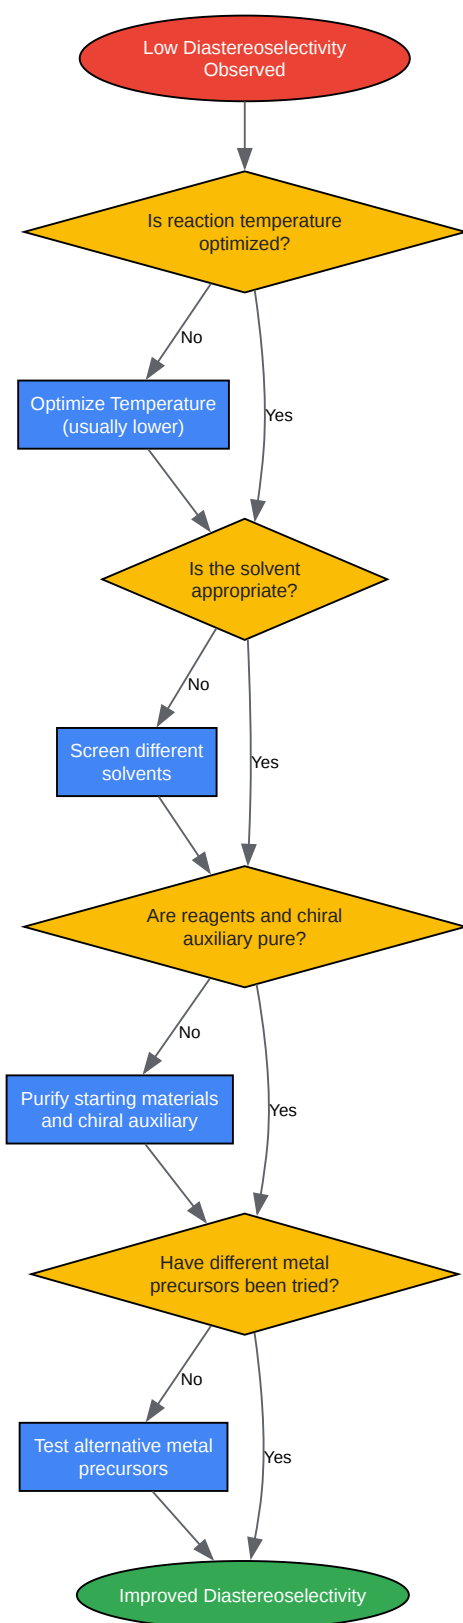 Low Diastereoselectivity
Observed
Is reaction temperature
optimized?
No
Optimize Temperature
(usually lower)
Yes
Is the solvent
appropriate?
No
Screen different
solvents
Yes
Are reagents and chiral
auxiliary pure?
No
Purify starting materials
and chiral auxiliary
Yes
Have different metal
precursors been tried?
No
Test alternative metal
precursors
Yes
Improved Diastereoselectivity